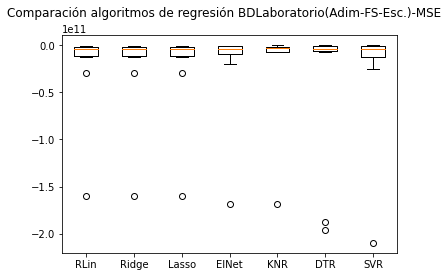 Comparación algoritmos de regresión BDLaboratorio(Adim-FS-Esc.)-MSE
1e11
0.0
−0.5
−1.0
−1.5
−2.0
RLin Ridge Lasso ElNet KNR DTR SVR